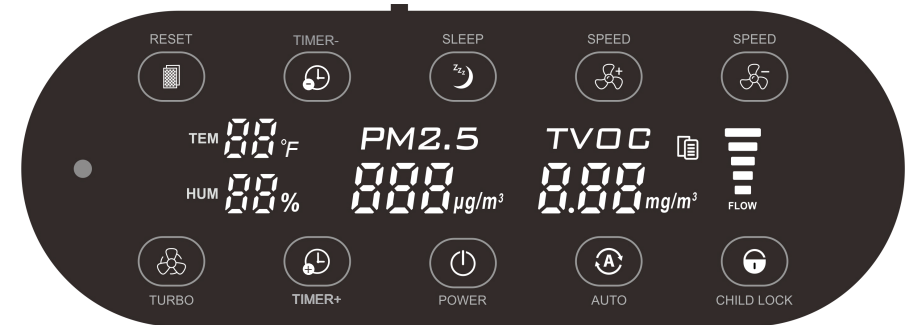 RESET TIMER- SLEEP SPEED SPEED
zZz + −
TEM 88 °F PM2.5 TVOC
HUM 88% 888 µg/m³ 8.88 mg/m³ FLOW
A
TURBO TIMER+ POWER AUTO CHILD LOCK